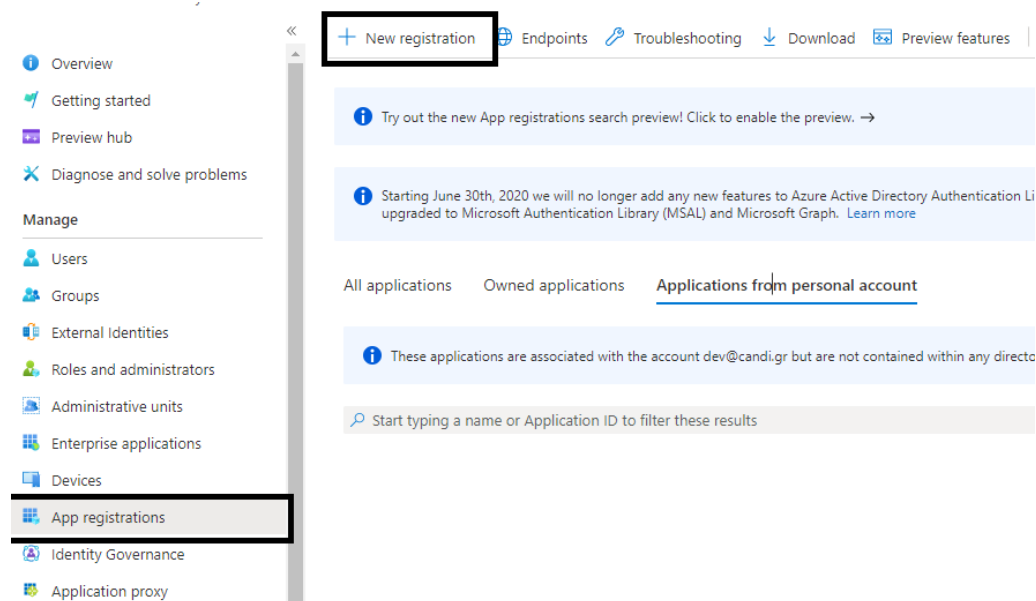 Overview
Getting started
Preview hub
Diagnose and solve problems
Manage
Users
Groups
External Identities
Roles and administrators
Administrative units
Enterprise applications
Devices
App registrations
Identity Governance
Application proxy
New registration Endpoints Troubleshooting Download Preview features
Try out the new App registrations search preview! Click to enable the preview. →
Starting June 30th, 2020 we will no longer add any new features to Azure Active Directory Authentication Li
upgraded to Microsoft Authentication Library (MSAL) and Microsoft Graph. Learn more
All applications Owned applications Applications from personal account
These applications are associated with the account dev@candi.gr but are not contained within any directo
Start typing a name or Application ID to filter these results